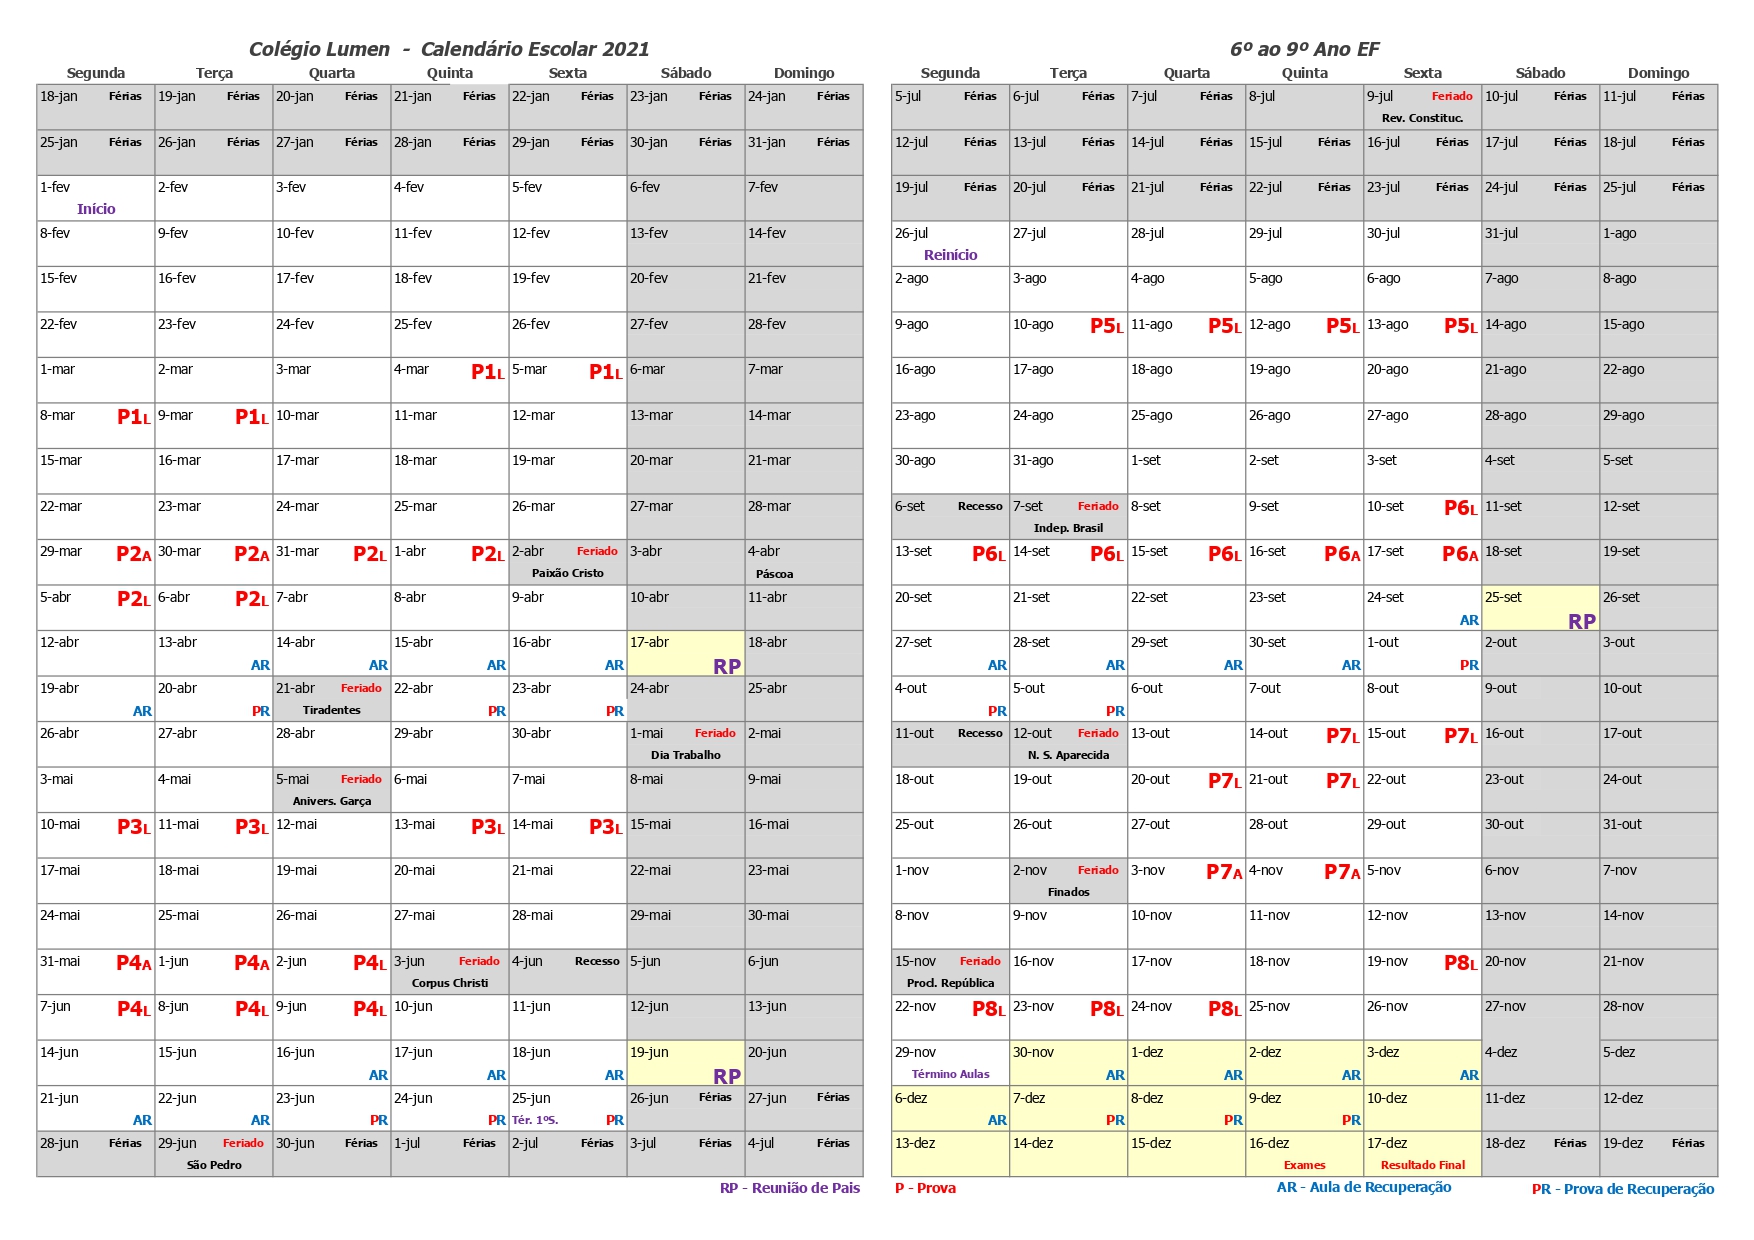 Colégio Lumen - Calendário Escolar 2021
Segunda Terça Quarta Quinta Sexta Sábado Domingo
18-jan Férias 19-jan Férias 20-jan Férias 21-jan Férias 22-jan Férias 23-jan Férias 24-jan Férias
25-jan Férias 26-jan Férias 27-jan Férias 28-jan Férias 29-jan Férias 30-jan Férias 31-jan Férias
1-fev 2-fev 3-fev 4-fev 5-fev 6-fev 7-fev
Início
8-fev 9-fev 10-fev 11-fev 12-fev 13-fev 14-fev
15-fev 16-fev 17-fev 18-fev 19-fev 20-fev 21-fev
22-fev 23-fev 24-fev 25-fev 26-fev 27-fev 28-fev
1-mar 2-mar 3-mar 4-mar P1L 5-mar P1L 6-mar 7-mar
8-mar P1L 9-mar P1L 10-mar 11-mar 12-mar 13-mar 14-mar
15-mar 16-mar 17-mar 18-mar 19-mar 20-mar 21-mar
22-mar 23-mar 24-mar 25-mar 26-mar 27-mar 28-mar
29-mar P2A 30-mar P2A 31-mar P2L 1-abr P2L 2-abr Feriado 3-abr 4-abr
Paixão Cristo Páscoa
5-abr P2L 6-abr P2L 7-abr 8-abr 9-abr 10-abr 11-abr
12-abr 13-abr 14-abr 15-abr 16-abr 17-abr 18-abr
AR AR AR AR RP
19-abr 20-abr 21-abr Feriado 22-abr 23-abr 24-abr 25-abr
AR PR Tiradentes PR PR
26-abr 27-abr 28-abr 29-abr 30-abr 1-mai Feriado 2-mai
Dia Trabalho
3-mai 4-mai 5-mai Feriado 6-mai 7-mai 8-mai 9-mai
Anivers. Garça
10-mai P3L 11-mai P3L 12-mai 13-mai P3L 14-mai P3L 15-mai 16-mai
17-mai 18-mai 19-mai 20-mai 21-mai 22-mai 23-mai
24-mai 25-mai 26-mai 27-mai 28-mai 29-mai 30-mai
31-mai P4A 1-jun P4A 2-jun P4L 3-jun Feriado 4-jun Recesso 5-jun 6-jun
Corpus Christi
7-jun P4L 8-jun P4L 9-jun P4L 10-jun 11-jun 12-jun 13-jun
14-jun 15-jun 16-jun 17-jun 18-jun 19-jun 20-jun
AR AR AR RP
21-jun 22-jun 23-jun 24-jun 25-jun 26-jun Férias 27-jun Férias
AR AR PR PR Tér. 1ºS. PR
28-jun Férias 29-jun Feriado 30-jun Férias 1-jul Férias 2-jul Férias 3-jul Férias 4-jul Férias
São Pedro
RP - Reunião de Pais
6º ao 9º Ano EF
Segunda Terça Quarta Quinta Sexta Sábado Domingo
5-jul Férias 6-jul Férias 7-jul Férias 8-jul 9-jul Feriado 10-jul Férias 11-jul Férias
Rev. Constituc.
12-jul Férias 13-jul Férias 14-jul Férias 15-jul Férias 16-jul Férias 17-jul Férias 18-jul Férias
19-jul Férias 20-jul Férias 21-jul Férias 22-jul Férias 23-jul Férias 24-jul Férias 25-jul Férias
26-jul 27-jul 28-jul 29-jul 30-jul 31-jul 1-ago
Reinício
2-ago 3-ago 4-ago 5-ago 6-ago 7-ago 8-ago
9-ago 10-ago P5L 11-ago P5L 12-ago P5L 13-ago P5L 14-ago 15-ago
16-ago 17-ago 18-ago 19-ago 20-ago 21-ago 22-ago
23-ago 24-ago 25-ago 26-ago 27-ago 28-ago 29-ago
30-ago 31-ago 1-set 2-set 3-set 4-set 5-set
6-set Recesso 7-set Feriado 8-set 9-set 10-set P6L 11-set 12-set
Indep. Brasil
13-set P6L 14-set P6L 15-set P6L 16-set P6A 17-set P6A 18-set 19-set
20-set 21-set 22-set 23-set 24-set 25-set 26-set
AR RP
27-set 28-set 29-set 30-set 1-out 2-out 3-out
AR AR AR AR PR
4-out 5-out 6-out 7-out 8-out 9-out 10-out
PR PR
11-out Recesso 12-out Feriado 13-out 14-out P7L 15-out P7L 16-out 17-out
N. S. Aparecida
18-out 19-out 20-out P7L 21-out P7L 22-out 23-out 24-out
25-out 26-out 27-out 28-out 29-out 30-out 31-out
1-nov 2-nov Feriado 3-nov P7A 4-nov P7A 5-nov 6-nov 7-nov
Finados
8-nov 9-nov 10-nov 11-nov 12-nov 13-nov 14-nov
15-nov Feriado 16-nov 17-nov 18-nov 19-nov P8L 20-nov 21-nov
Procl. República
22-nov P8L 23-nov P8L 24-nov P8L 25-nov 26-nov 27-nov 28-nov
29-nov 30-nov 1-dez 2-dez 3-dez 4-dez 5-dez
Término Aulas AR AR AR AR
6-dez 7-dez 8-dez 9-dez 10-dez 11-dez 12-dez
AR PR PR PR
13-dez 14-dez 15-dez 16-dez 17-dez 18-dez Férias 19-dez Férias
Exames Resultado Final
P - Prova AR - Aula de Recuperação PR - Prova de Recuperação